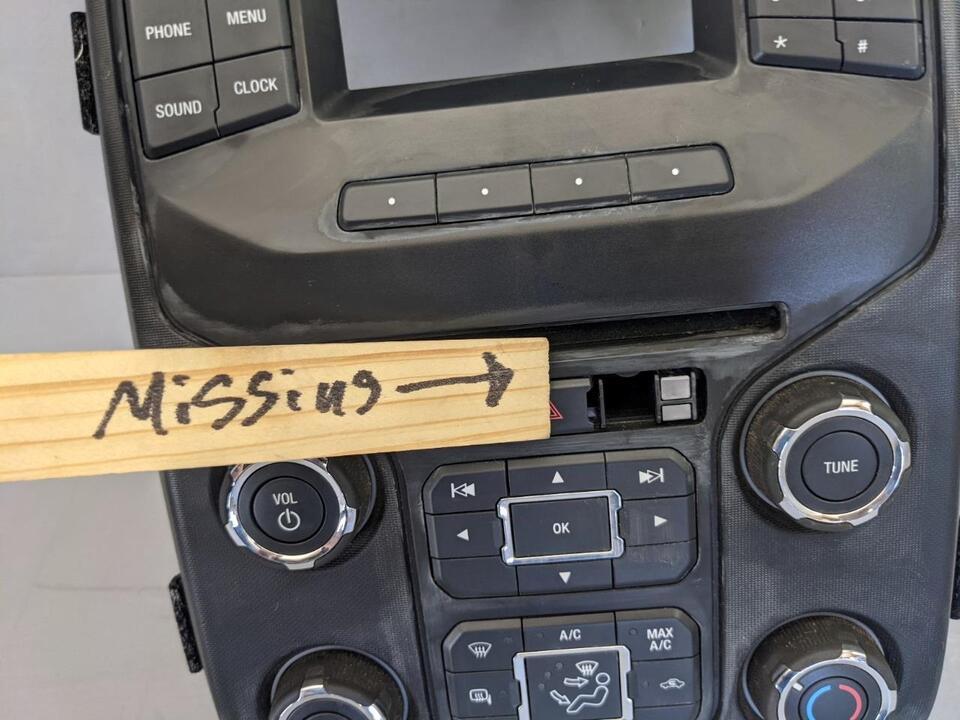 PHONE
MENU
SOUND
CLOCK
*
#
Missing →
VOL
OK
TUNE
A/C
MAX
A/C